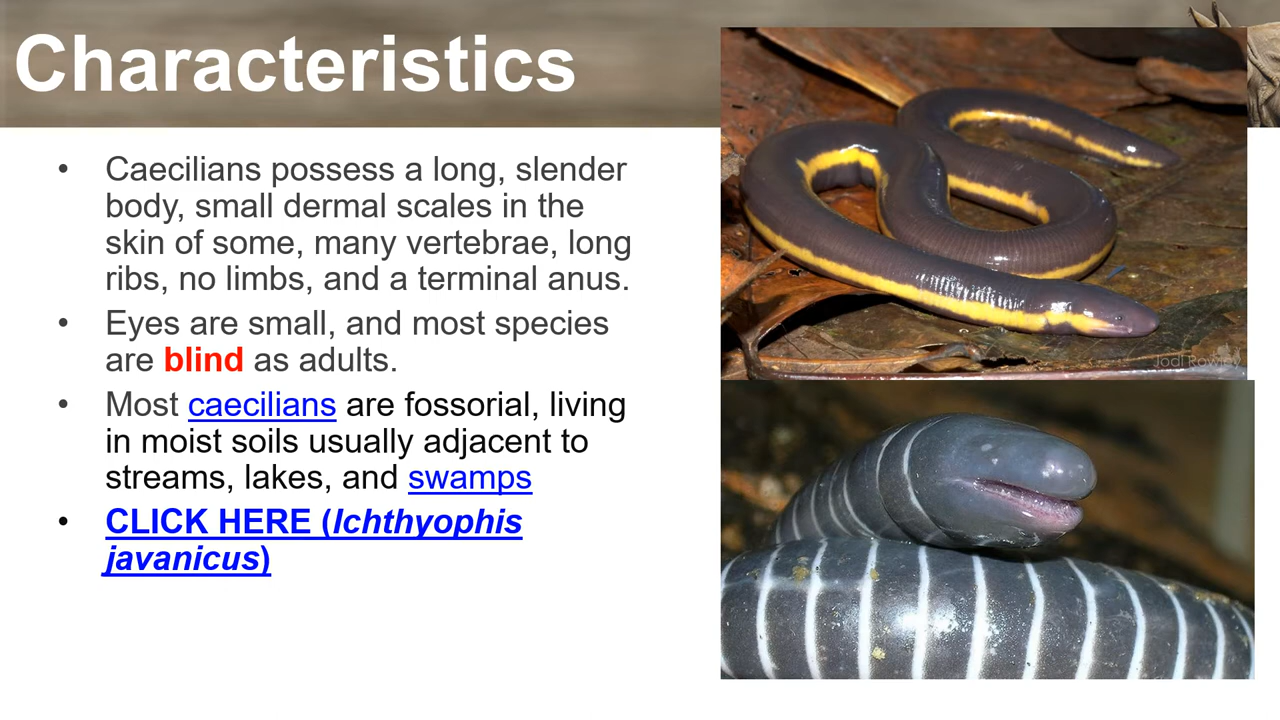 Characteristics
• Caecilians possess a long, slender
body, small dermal scales in the
skin of some, many vertebrae, long
ribs, no limbs, and a terminal anus.
• Eyes are small, and most species
are blind as adults.
• Most caecilians are fossorial, living
in moist soils usually adjacent to
streams, lakes, and swamps
• CLICK HERE (Ichthyophis
javanicus)
Jodi Rowley